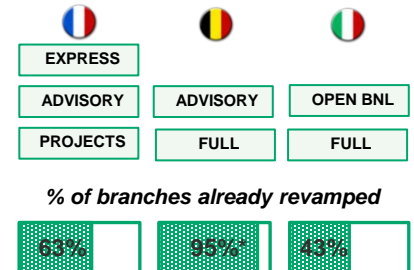 EXPRESS
ADVISORY ADVISORY OPEN BNL
PROJECTS FULL FULL
% of branches already revamped
63% 95%* 43%